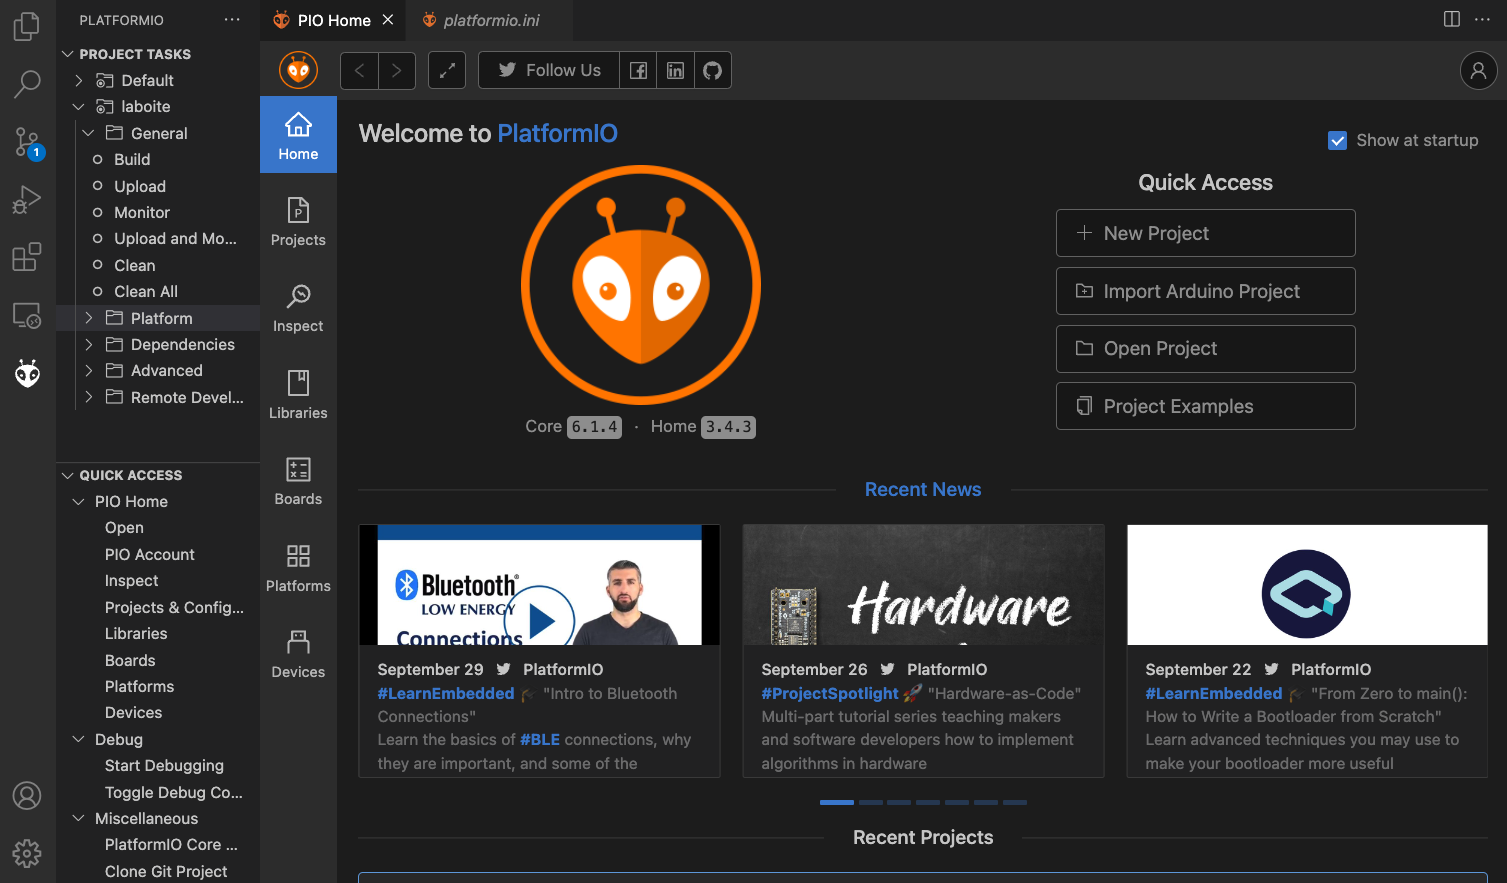 PLATFORMIO
PIO Home
platformio.ini
PROJECT TASKS
Default
laboite
General
Build
Upload
Monitor
Upload and Mo...
Clean
Clean All
Platform
Dependencies
Advanced
Remote Devel...
QUICK ACCESS
PIO Home
Open
PIO Account
Inspect
Projects & Config...
Libraries
Boards
Platforms
Devices
Debug
Start Debugging
Toggle Debug Co...
Miscellaneous
PlatformIO Core ...
Clone Git Project
1
Follow Us
Home
Projects
Inspect
Libraries
Boards
Platforms
Devices
Welcome to PlatformIO
Show at startup
Core 6.1.4 · Home 3.4.3
Quick Access
New Project
Import Arduino Project
Open Project
Project Examples
Recent News
Bluetooth®
LOW ENERGY
Connections
September 29 PlatformIO
#LearnEmbedded 🎓 "Intro to Bluetooth
Connections"
Learn the basics of #BLE connections, why
they are important, and some of the
Hardware
September 26 PlatformIO
#ProjectSpotlight 🚀 "Hardware-as-Code"
Multi-part tutorial series teaching makers
and software developers how to implement
algorithms in hardware
September 22 PlatformIO
#LearnEmbedded 🎓 "From Zero to main():
How to Write a Bootloader from Scratch"
Learn advanced techniques you may use to
make your bootloader more useful
Recent Projects